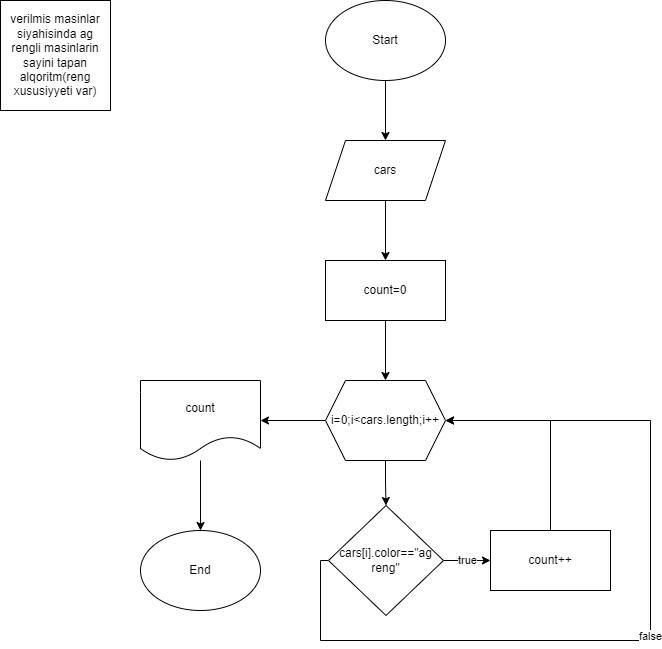 verilmis masinlar
siyahisinda ag
rengli masinlarin
sayini tapan
alqoritm(reng
xususiyyeti var)
Start
cars
count=0
i=0;i<cars.length;i++
count
cars[i].color=="ag
reng"
true
count++
End
false